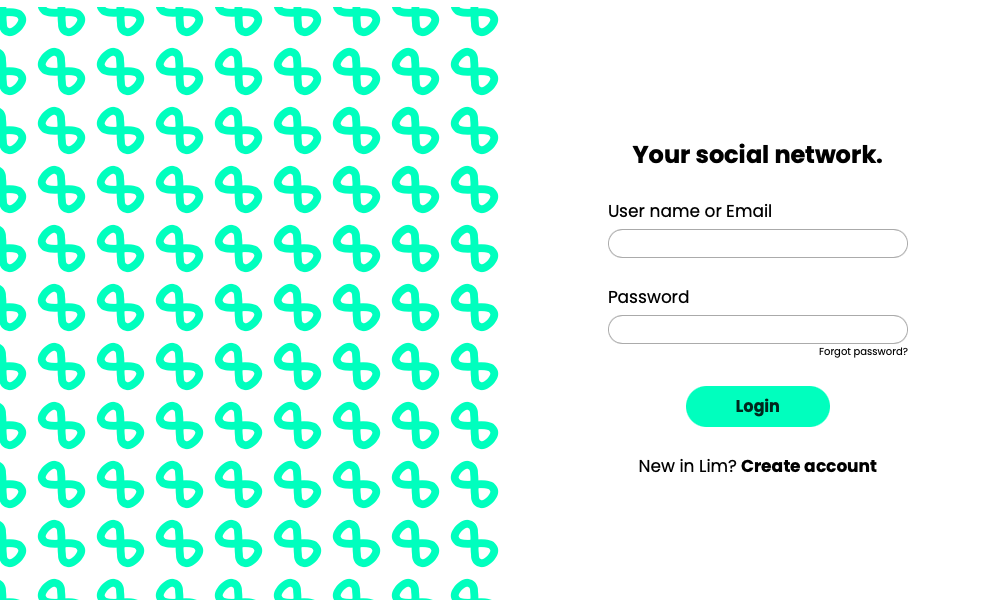 Your social network.
User name or Email
Password
Forgot password?
Login
New in Lim? Create account